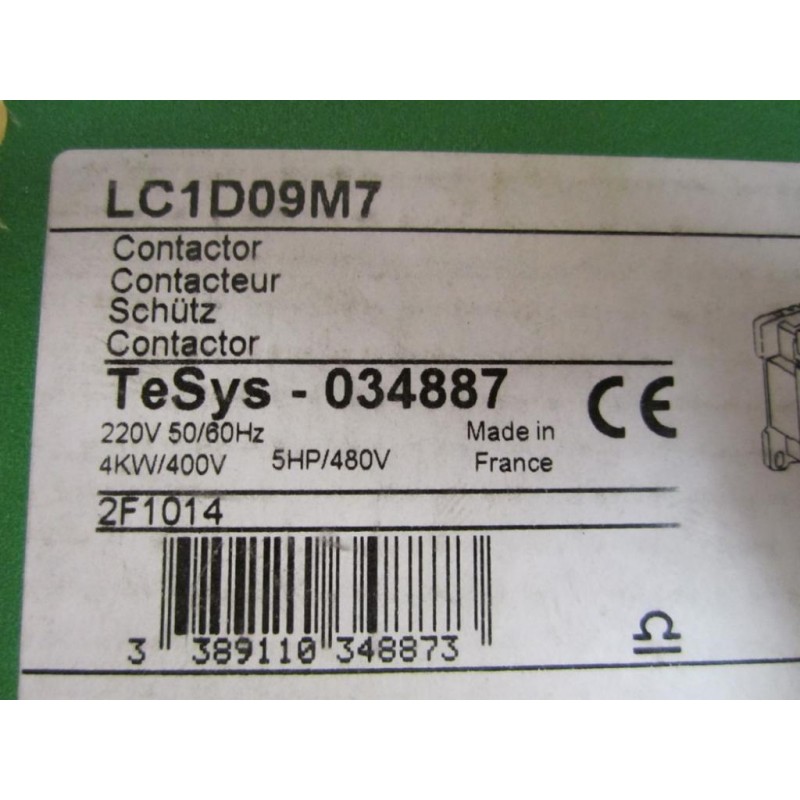 LC1D09M7
Contactor
Contacteur
Schütz
Contactor
TeSys - 034887 CE
220V 50/60Hz Made in
4KW/400V 5HP/480V France
2F1014
3 389110 348873